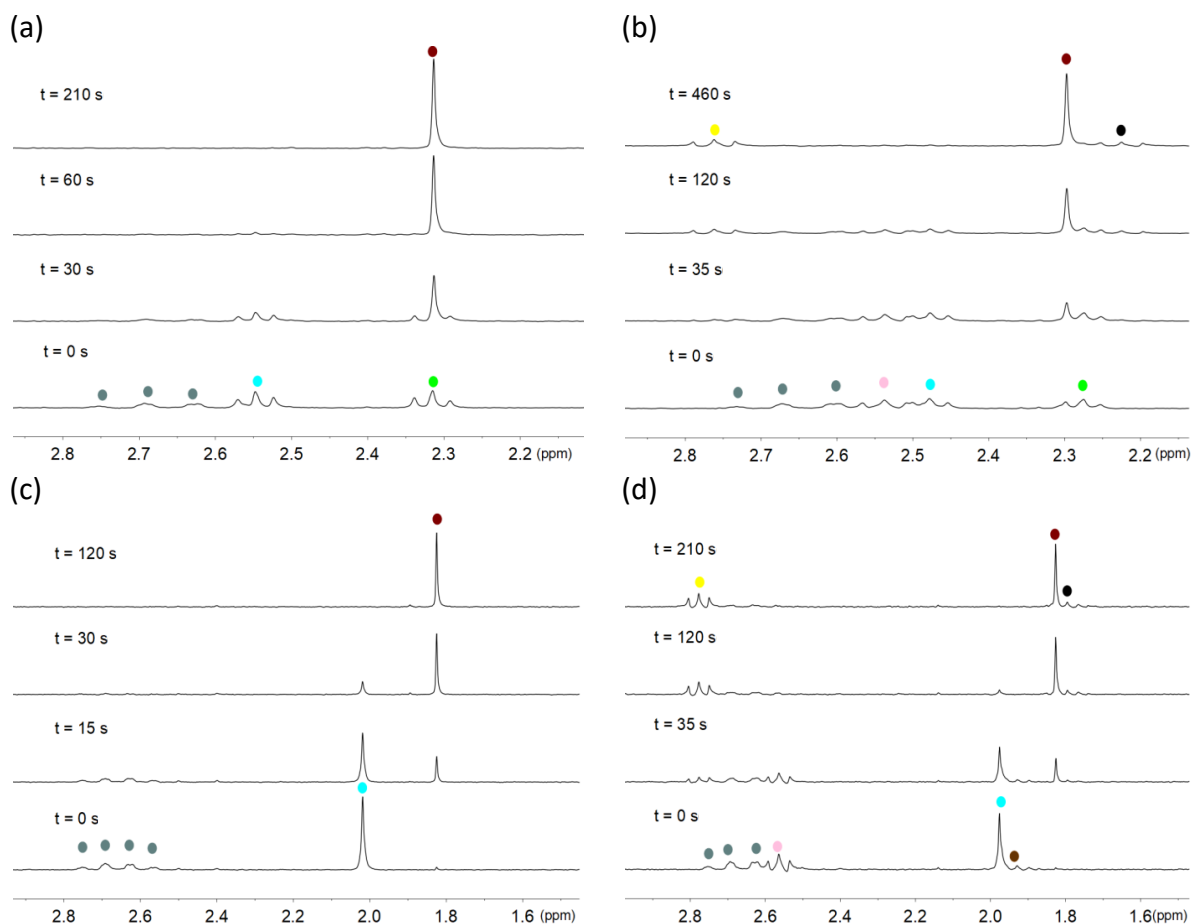 (a)
t = 210 s
t = 60 s
t = 30 s
t = 0 s
2.8 2.7 2.6 2.5 2.4 2.3 2.2 (ppm)
(b)
t = 460 s
t = 120 s
t = 35 s
t = 0 s
2.8 2.7 2.6 2.5 2.4 2.3 2.2 (ppm)
(c)
t = 120 s
t = 30 s
t = 15 s
t = 0 s
2.8 2.6 2.4 2.2 2.0 1.8 1.6 (ppm)
(d)
t = 210 s
t = 120 s
t = 35 s
t = 0 s
2.8 2.6 2.4 2.2 2.0 1.8 1.6 (ppm)